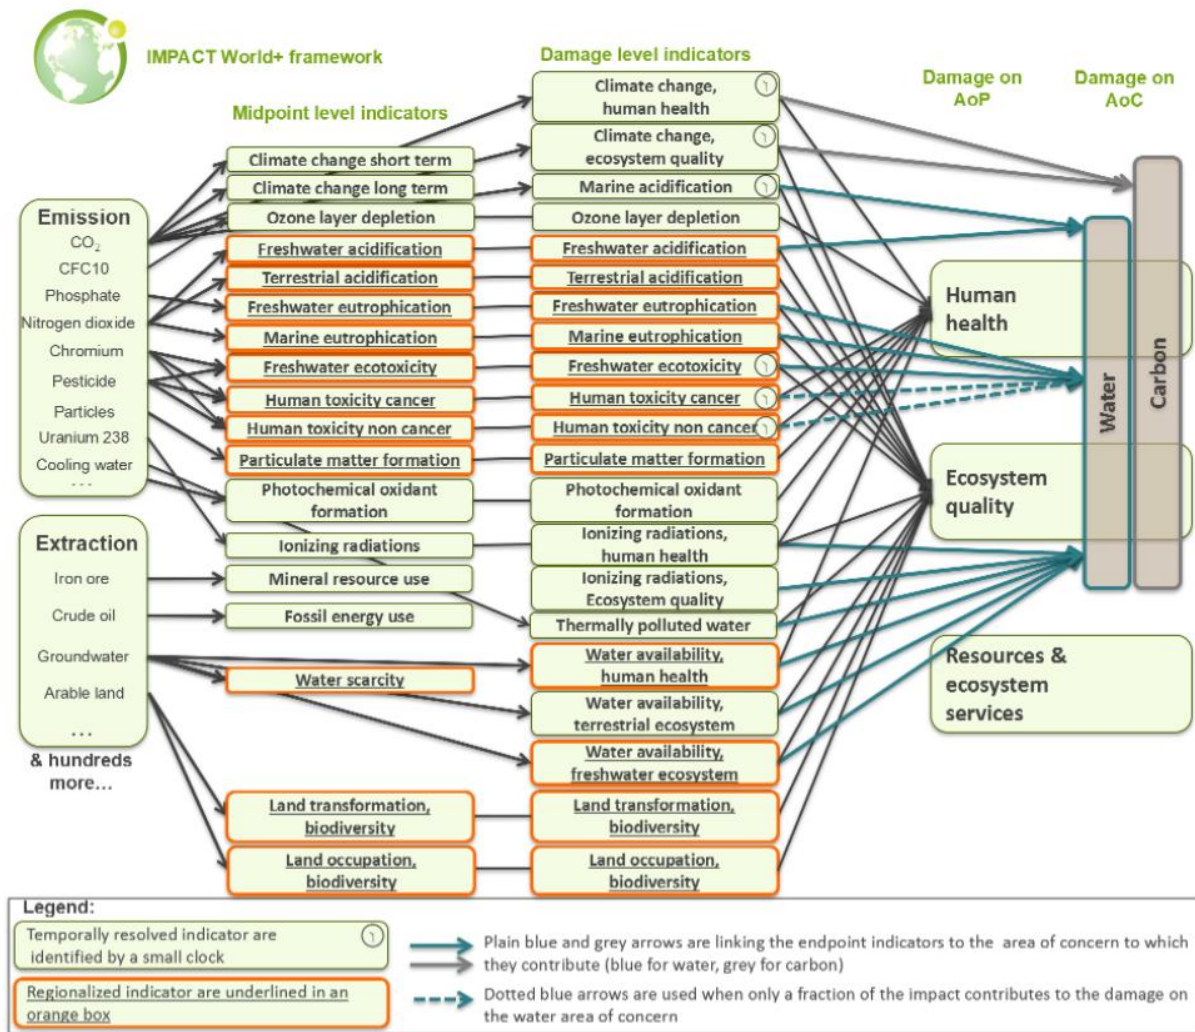 IMPACT World+ framework
Midpoint level indicators
Damage level indicators
Damage on
AoP
Damage on
AoC
Emission
CO₂
CFC10
Phosphate
Nitrogen dioxide
Chromium
Pesticide
Particles
Uranium 238
Cooling water
...
Extraction
Iron ore
Crude oil
Groundwater
Arable land
...
& hundreds
more...
Climate change short term
Climate change long term
Ozone layer depletion
Freshwater acidification
Terrestrial acidification
Freshwater eutrophication
Marine eutrophication
Freshwater ecotoxicity
Human toxicity cancer
Human toxicity non cancer
Particulate matter formation
Photochemical oxidant
formation
Ionizing radiations
Mineral resource use
Fossil energy use
Water scarcity
Land transformation,
biodiversity
Land occupation,
biodiversity
Climate change,
human health
Climate change,
ecosystem quality
Marine acidification
Ozone layer depletion
Freshwater acidification
Terrestrial acidification
Freshwater eutrophication
Marine eutrophication
Freshwater ecotoxicity
Human toxicity cancer
Human toxicity non cancer
Particulate matter formation
Photochemical oxidant
formation
Ionizing radiations,
human health
Ionizing radiations,
Ecosystem quality
Thermally polluted water
Water availability,
human health
Water availability,
terrestrial ecosystem
Water availability,
freshwater ecosystem
Land transformation,
biodiversity
Land occupation,
biodiversity
Human
health
Ecosystem
quality
Resources &
ecosystem
services
Water
Carbon
Legend:
Temporally resolved indicator are
identified by a small clock
Regionalized indicator are underlined in an
orange box
Plain blue and grey arrows are linking the endpoint indicators to the area of concern to which
they contribute (blue for water, grey for carbon)
Dotted blue arrows are used when only a fraction of the impact contributes to the damage on
the water area of concern